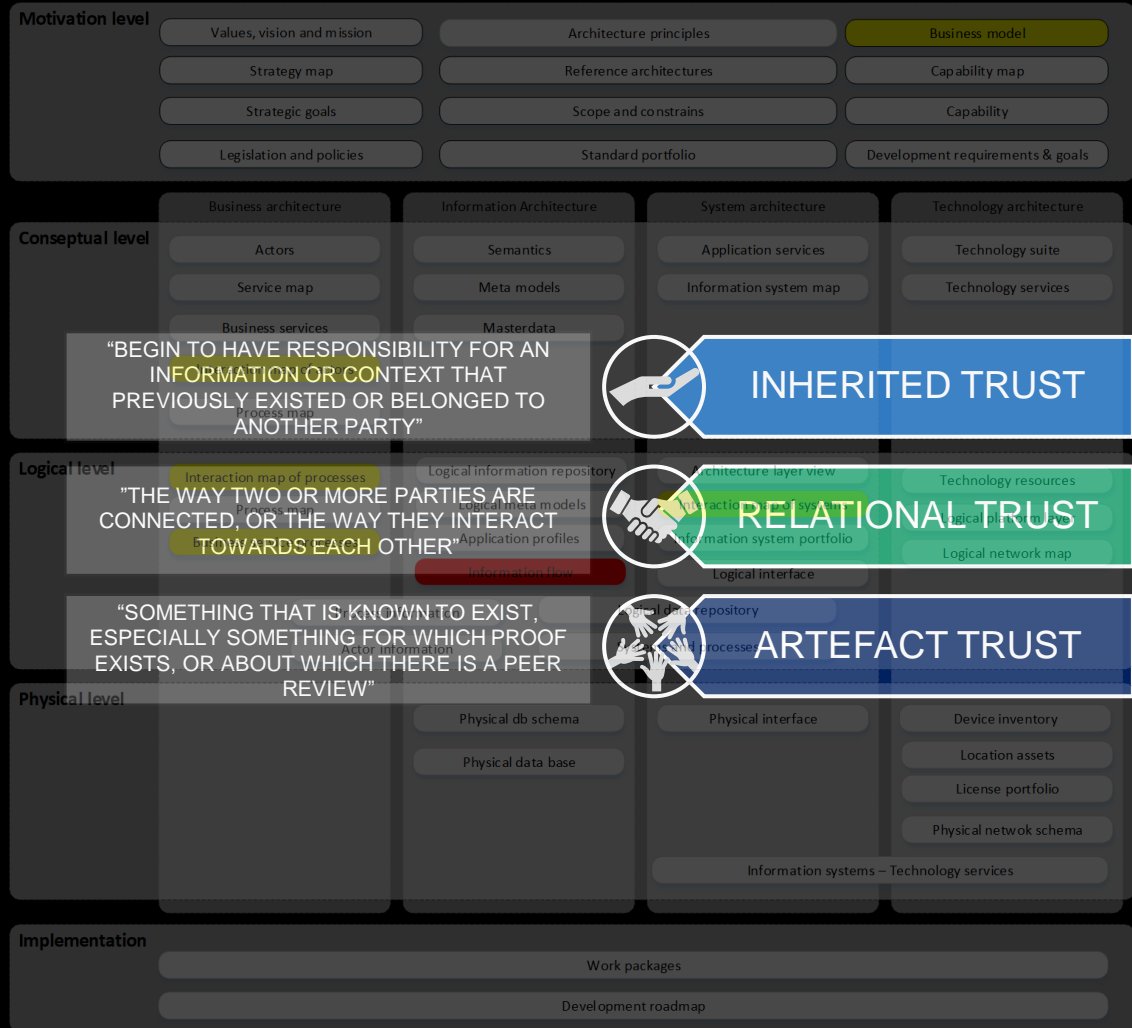 Motivation level
Values, vision and mission
Architecture principles
Business model
Strategy map
Reference architectures
Capability map
Strategic goals
Scope and constrains
Capability
Legislation and policies
Standard portfolio
Development requirements & goals
Business architecture
Information Architecture
System architecture
Technology architecture
Conseptual level
Actors
Semantics
Application services
Technology suite
Service map
Meta models
Information system map
Technology services
Business services
Masterdata
“BEGIN TO HAVE RESPONSIBILITY FOR AN
INFORMATION OR CONTEXT THAT
PREVIOUSLY EXISTED OR BELONGED TO
ANOTHER PARTY”
Process map
INHERITED TRUST
Logical level
Interaction map of processes
Logical information repository
Architecture layer view
Technology resources
”THE WAY TWO OR MORE PARTIES ARE
CONNECTED, OR THE WAY THEY INTERACT
TOWARDS EACH OTHER”
Process map
Logical meta models
Interaction map of systems
Logical platform layer
RELATIONAL TRUST
Application profiles
Information system portfolio
Logical network map
Information flow
Logical interface
“SOMETHING THAT IS KNOWN TO EXIST,
ESPECIALLY SOMETHING FOR WHICH PROOF
EXISTS, OR ABOUT WHICH THERE IS A PEER
REVIEW”
Logical data repository
Actor information
ARTEFACT TRUST
Physical level
Physical db schema
Physical interface
Device inventory
Physical data base
Location assets
License portfolio
Physical netwok schema
Information systems – Technology services
Implementation
Work packages
Development roadmap